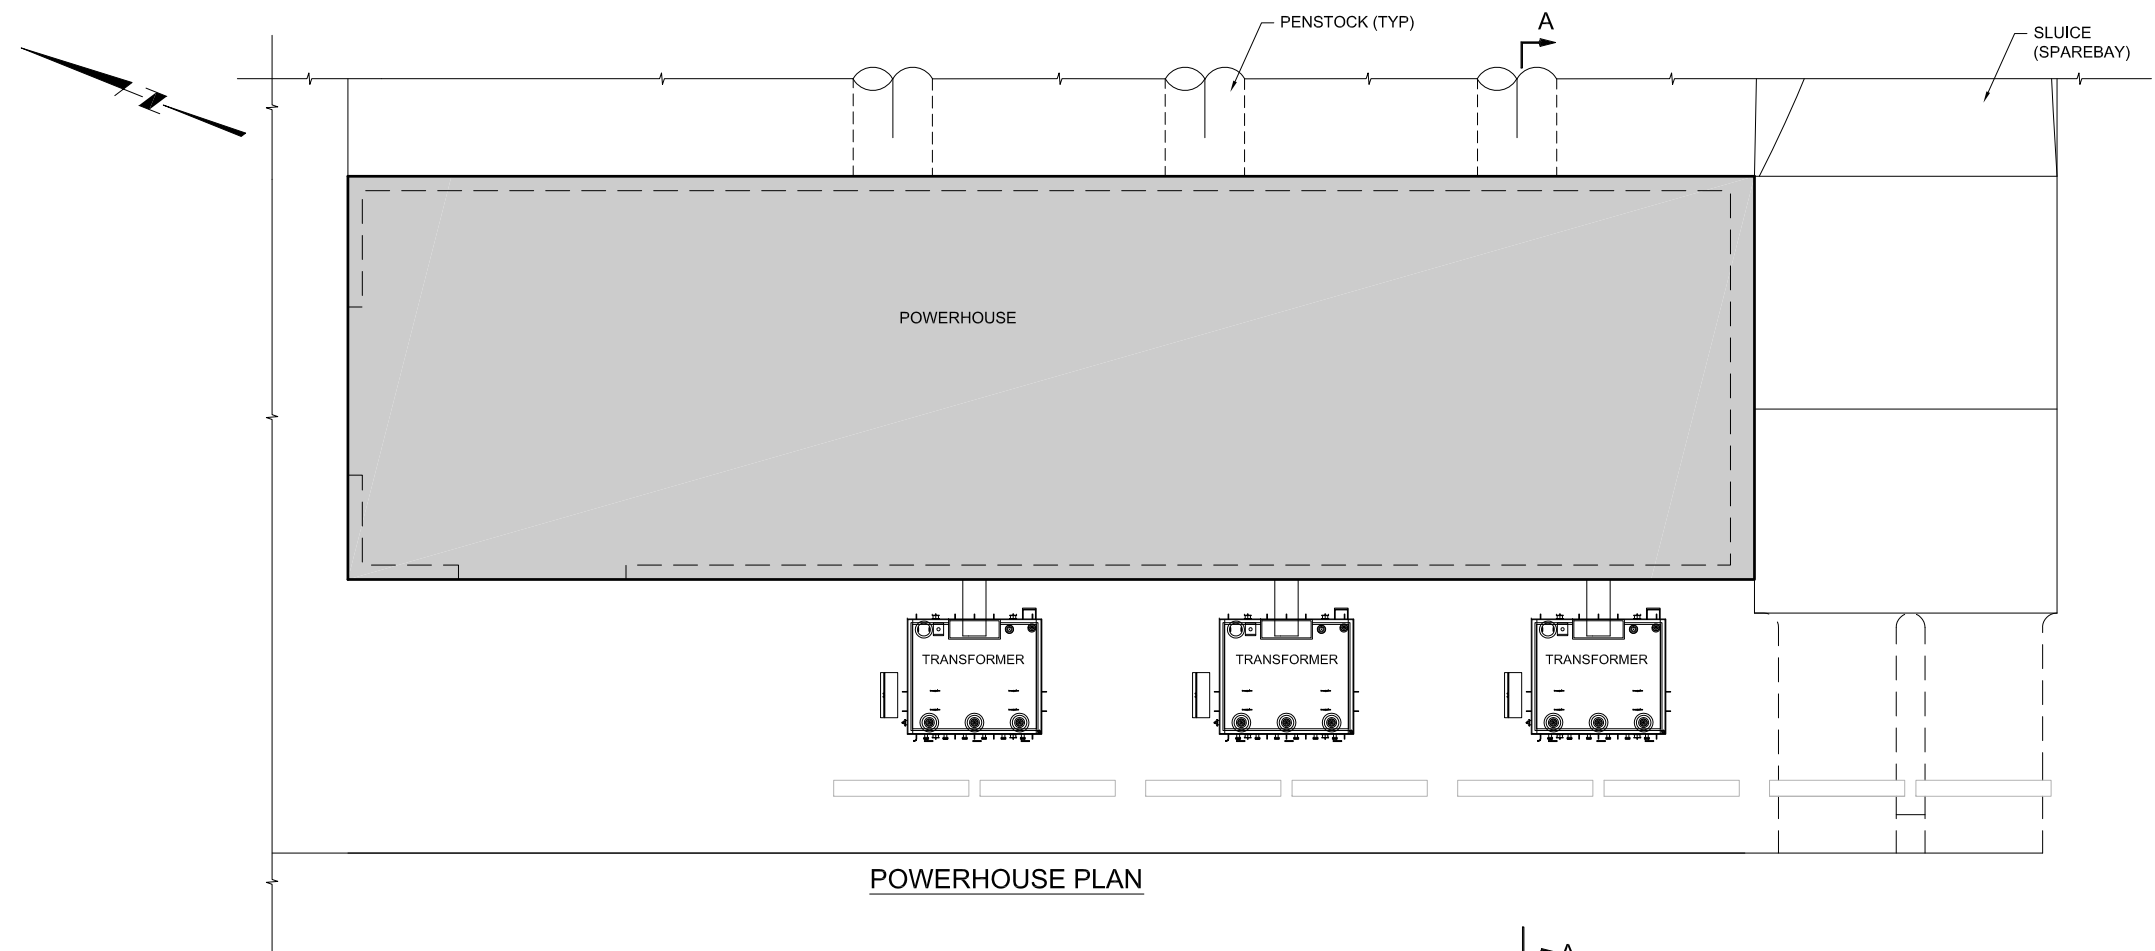 PENSTOCK (TYP)
A
SLUICE
(SPAREBAY)
Z
POWERHOUSE
TRANSFORMER
TRANSFORMER
TRANSFORMER
POWERHOUSE PLAN
A